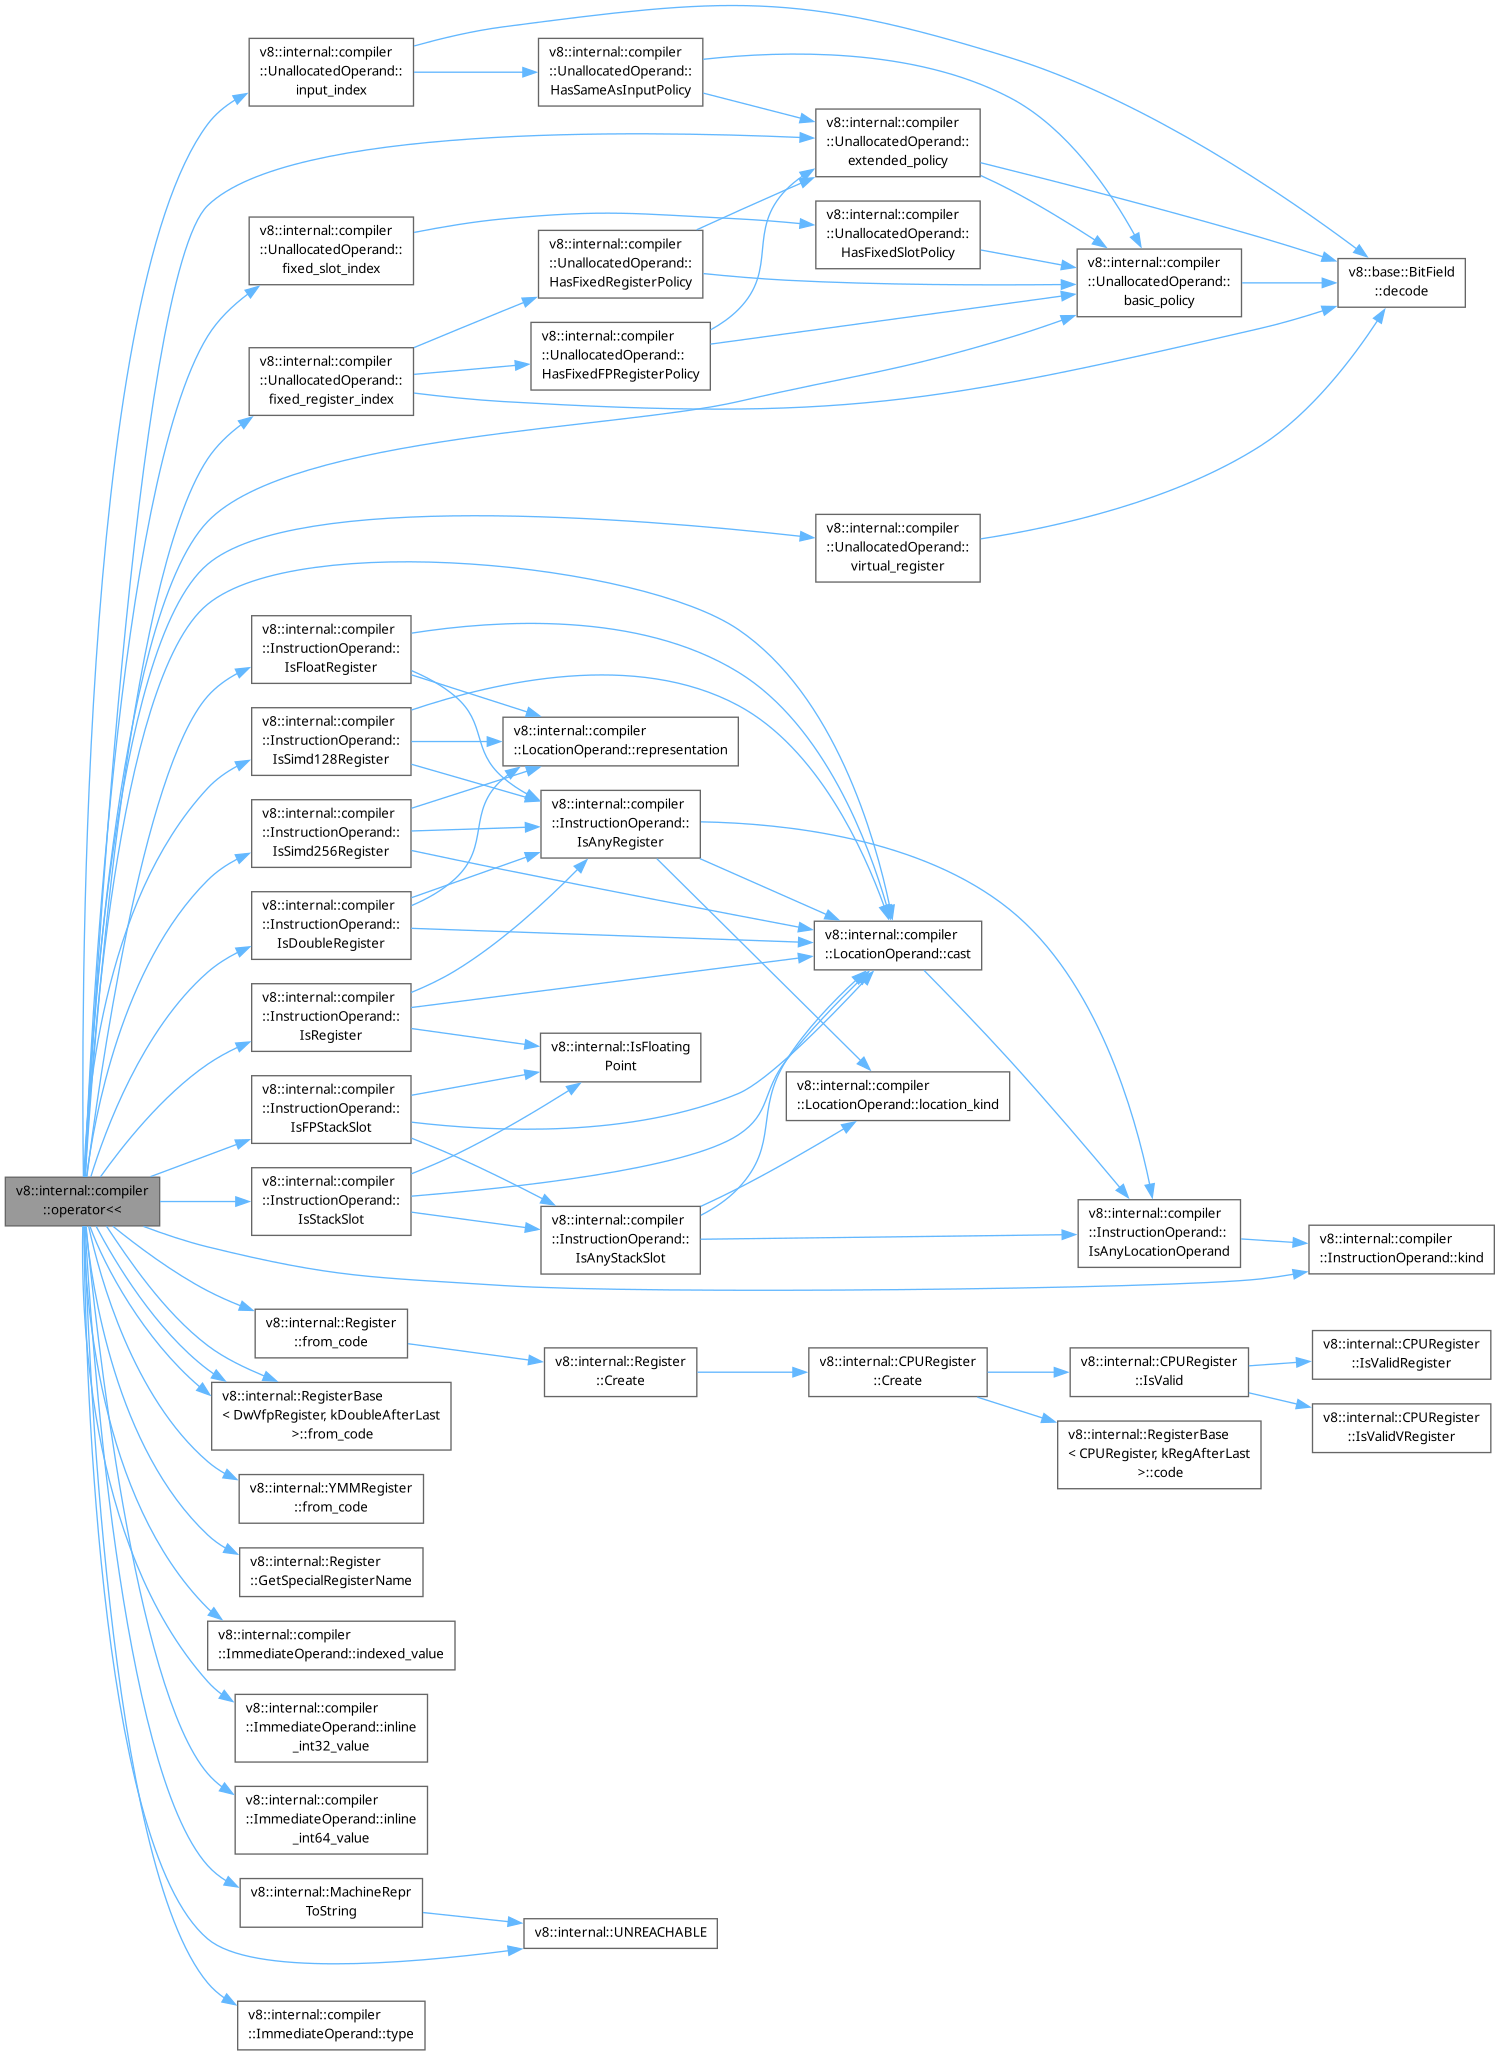 v8::internal::compiler
::operator<<
v8::internal::compiler
::UnallocatedOperand::
input_index
v8::internal::compiler
::UnallocatedOperand::
fixed_slot_index
v8::internal::compiler
::UnallocatedOperand::
fixed_register_index
v8::internal::compiler
::InstructionOperand::
IsFloatRegister
v8::internal::compiler
::InstructionOperand::
IsSimd128Register
v8::internal::compiler
::InstructionOperand::
IsSimd256Register
v8::internal::compiler
::InstructionOperand::
IsDoubleRegister
v8::internal::compiler
::InstructionOperand::
IsRegister
v8::internal::compiler
::InstructionOperand::
IsFPStackSlot
v8::internal::compiler
::InstructionOperand::
IsStackSlot
v8::internal::Register
::from_code
v8::internal::RegisterBase
< DwVfpRegister, kDoubleAfterLast
>::from_code
v8::internal::YMMRegister
::from_code
v8::internal::Register
::GetSpecialRegisterName
v8::internal::compiler
::ImmediateOperand::indexed_value
v8::internal::compiler
::ImmediateOperand::inline
_int32_value
v8::internal::compiler
::ImmediateOperand::inline
_int64_value
v8::internal::MachineRepr
ToString
v8::internal::compiler
::ImmediateOperand::type
v8::internal::compiler
::UnallocatedOperand::
HasSameAsInputPolicy
v8::internal::compiler
::UnallocatedOperand::
HasFixedRegisterPolicy
v8::internal::compiler
::UnallocatedOperand::
HasFixedFPRegisterPolicy
v8::internal::compiler
::LocationOperand::representation
v8::internal::compiler
::InstructionOperand::
IsAnyRegister
v8::internal::IsFloating
Point
v8::internal::compiler
::InstructionOperand::
IsAnyStackSlot
v8::internal::Register
::Create
v8::internal::UNREACHABLE
v8::internal::compiler
::UnallocatedOperand::
extended_policy
v8::internal::compiler
::UnallocatedOperand::
HasFixedSlotPolicy
v8::internal::compiler
::UnallocatedOperand::
virtual_register
v8::internal::compiler
::LocationOperand::cast
v8::internal::compiler
::LocationOperand::location_kind
v8::internal::CPURegister
::Create
v8::internal::compiler
::UnallocatedOperand::
basic_policy
v8::internal::compiler
::InstructionOperand::
IsAnyLocationOperand
v8::internal::CPURegister
::IsValid
v8::internal::RegisterBase
< CPURegister, kRegAfterLast
>::code
v8::base::BitField
::decode
v8::internal::compiler
::InstructionOperand::kind
v8::internal::CPURegister
::IsValidRegister
v8::internal::CPURegister
::IsValidVRegister